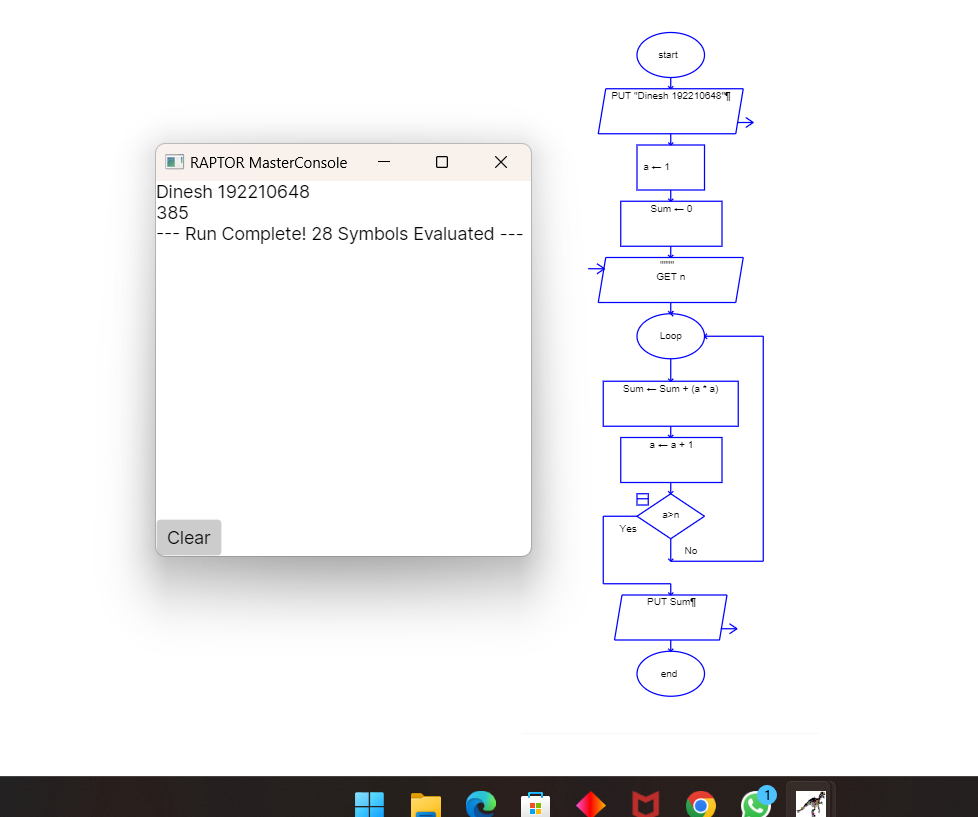 RAPTOR MasterConsole
Dinesh 192210648
385
--- Run Complete! 28 Symbols Evaluated ---
Clear
start
PUT "Dinesh 192210648"¶
a ← 1
Sum ← 0
""""
GET n
Loop
Sum ← Sum + (a * a)
a ← a + 1
a>n
Yes
No
PUT Sum¶
end
1